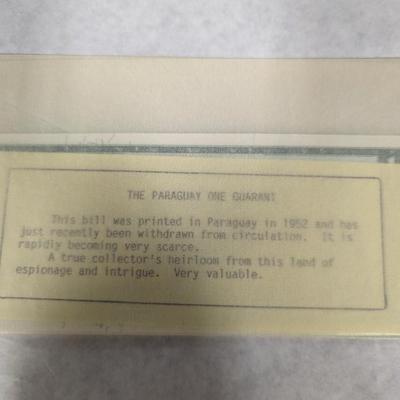 THE PARAGUAY ONE GUARANI
This bill was printed in Paraguay in 1952 and has
just recently been withdrawn from circulation. It is
rapidly becoming very scarce.
A true collector's heirloom from this land of
espionage and intrigue. Very valuable.